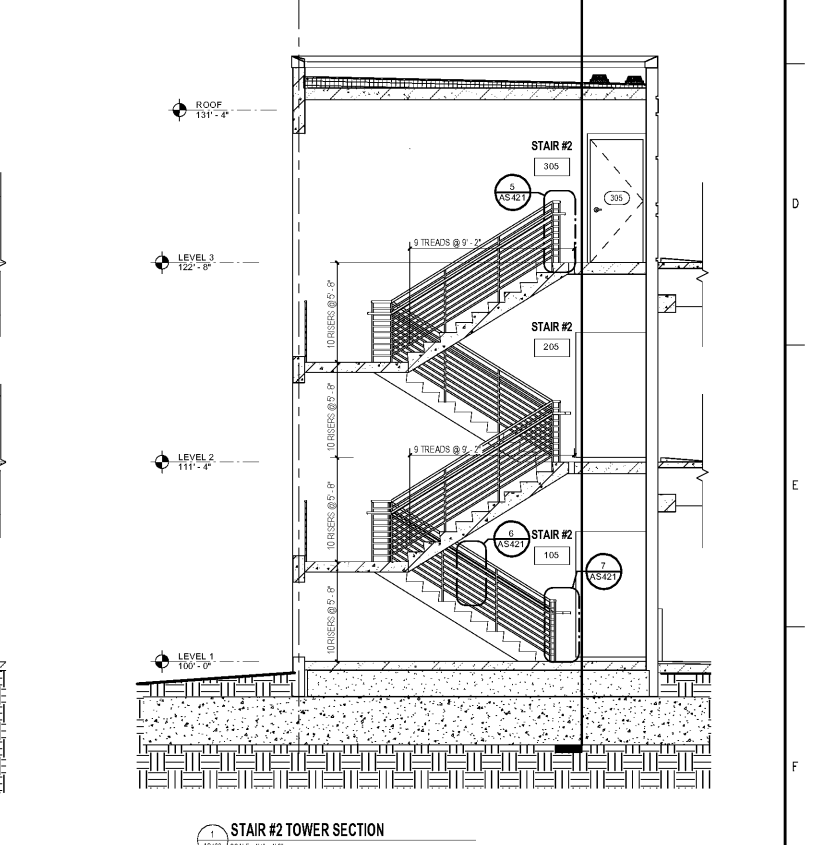 ROOF
131' - 4"
STAIR #2
305
5
AS421
305
D
9 TREADS @ 9' - 2"
LEVEL 3
122' - 8"
10 RISERS @ 5' - 8"
STAIR #2
205
10 RISERS @ 5' - 8"
9 TREADS @ 9' - 2"
LEVEL 2
111' - 4"
E
10 RISERS @ 5' - 8"
6
AS421
STAIR #2
105
7
AS421
10 RISERS @ 5' - 8"
LEVEL 1
100' - 0"
F
1
STAIR #2 TOWER SECTION